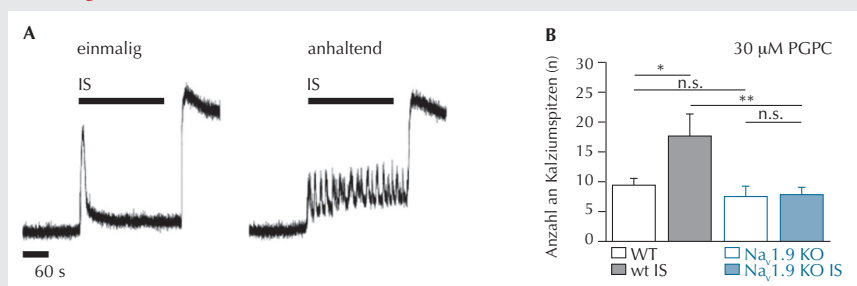 A
einmalig
anhaltend
IS
IS
60 s
B
30 µM PGPC
Anzahl an Kalziumspitzen (n)
30
25
20
15
10
5
0
*
n.s.
**
n.s.
WT
wt IS
Nav1.9 KO
Nav1.9 KO IS